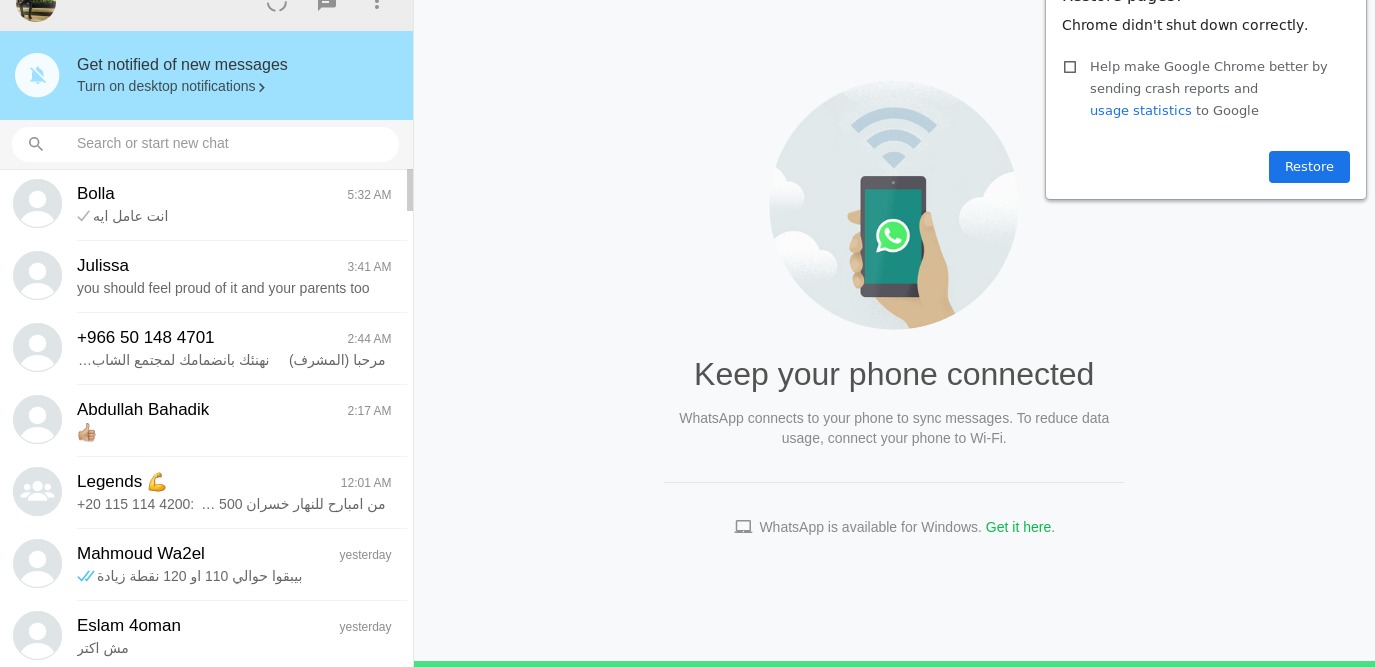 Get notified of new messages
Turn on desktop notifications
Search or start new chat
Bolla
5:32 AM
انت عامل ايه
Julissa
3:41 AM
you should feel proud of it and your parents too
+966 50 148 4701
2:44 AM
مرحبا (المشرف) نهنئك بانضمامك لمجتمع الشاب...
Abdullah Bahadik
2:17 AM
👍🏼
Legends 💪
12:01 AM
+20 115 114 4200: من امبارح للنهار خسران 500 ...
Mahmoud Wa2el
yesterday
بيبقوا حوالي 110 او 120 نقطة زيادة
Eslam 4oman
yesterday
مش اكتر
Keep your phone connected
WhatsApp connects to your phone to sync messages. To reduce data
usage, connect your phone to Wi-Fi.
WhatsApp is available for Windows. Get it here.
Restore pages?
Chrome didn't shut down correctly.
Help make Google Chrome better by
sending crash reports and
usage statistics to Google
Restore